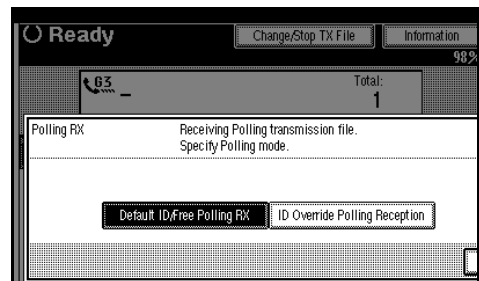 Ready Change/Stop TX File Information
98%
G3 _ Total:
1
Polling RX Receiving Polling transmission file.
Specify Polling mode.
Default ID/Free Polling RX ID Override Polling Reception